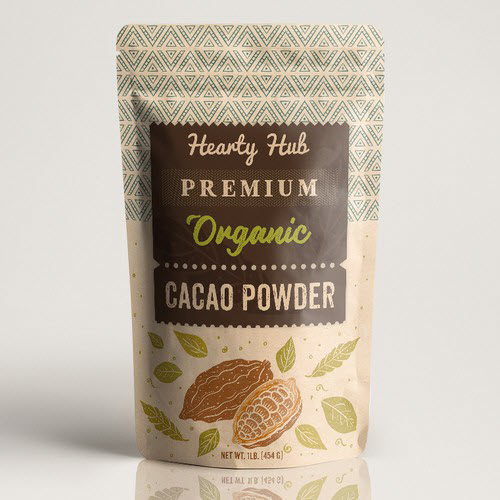 Hearty Hub
PREMIUM
Organic
CACAO POWDER
NET WT. 1LB. [454 G]